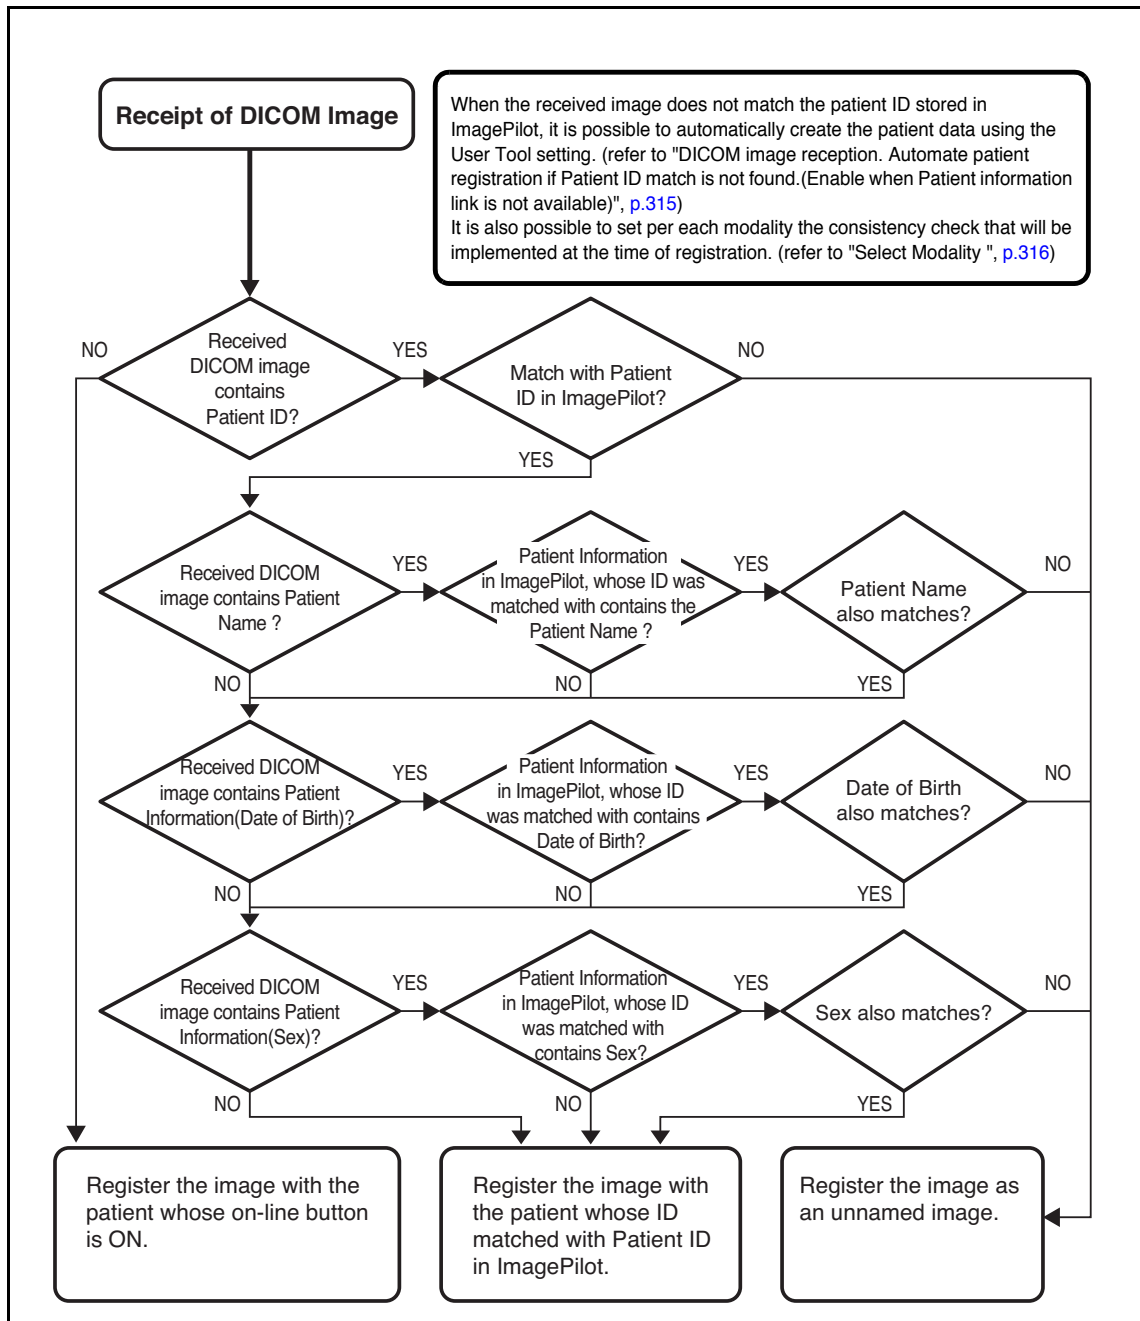 Receipt of DICOM Image
When the received image does not match the patient ID stored in
ImagePilot, it is possible to automatically create the patient data using the
User Tool setting. (refer to "DICOM image reception. Automate patient
registration if Patient ID match is not found.(Enable when Patient information
link is not available)", p.315)
It is also possible to set per each modality the consistency check that will be
implemented at the time of registration. (refer to "Select Modality ", p.316)
NO
Received
DICOM image
contains
Patient ID?
YES
Match with Patient
ID in ImagePilot?
NO
YES
Received DICOM
image contains Patient
Name ?
YES
Patient Information
in ImagePilot, whose ID was
matched with contains the
Patient Name ?
YES
Patient Name
also matches?
NO
NO
NO
YES
Received DICOM
image contains Patient
Information(Date of Birth)?
YES
Patient Information
in ImagePilot, whose ID
was matched with contains
Date of Birth?
YES
Date of Birth
also matches?
NO
NO
NO
YES
Received DICOM
image contains Patient
Information(Sex)?
YES
Patient Information
in ImagePilot, whose ID
was matched with
contains Sex?
YES
Sex also matches?
NO
NO
NO
YES
Register the image with the
patient whose on-line button
is ON.
Register the image with
the patient whose ID
matched with Patient ID
in ImagePilot.
Register the image as
an unnamed image.